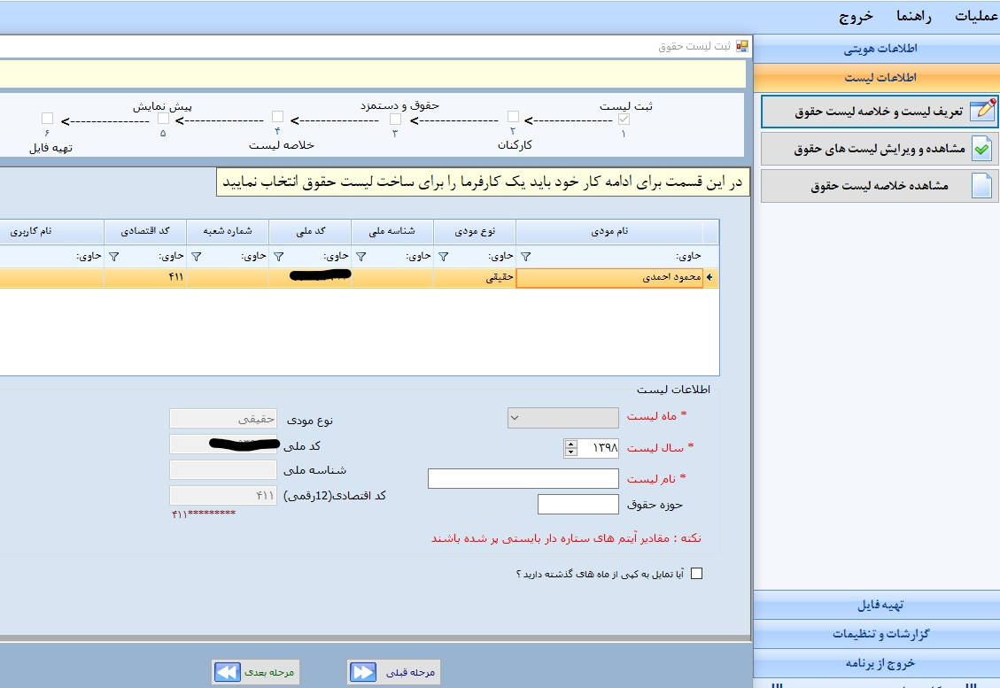 عملیات راهنما خروج
اطلاعات هویتی
اطلاعات لیست
تعریف لیست و خلاصه لیست حقوق
مشاهده و ویرایش لیست های حقوق
مشاهده خلاصه لیست حقوق
ثبت لیست حقوق
ثبت لیست
۱
۲
کارکنان
حقوق و دستمزد
۳
۴
خلاصه لیست
پیش نمایش
۵
۶
تهیه فایل
در این قسمت برای ادامه کار خود باید یک کارفرما را برای ساخت لیست حقوق انتخاب نمایید
نام مودی نوع مودی شناسه ملی کد ملی شماره شعبه کد اقتصادی نام کاربری
حاوی: حاوی: حاوی: حاوی: حاوی: حاوی: حاوی:
محمود احمدی حقیقی ۴۱۱
اطلاعات لیست
* ماه لیست
* سال لیست ۱۳۹۸
* نام لیست
حوزه حقوق
نوع مودی حقیقی
کد ملی
شناسه ملی
کد اقتصادی(12رقمی) ۴۱۱
۴۱۱*********
نکته : مقادیر آیتم های ستاره دار بایستی پر شده باشند
آیا تمایل به کپی از ماه های گذشته دارید ؟
مرحله قبلی
مرحله بعدی
تهیه فایل
گزارشات و تنظیمات
خروج از برنامه